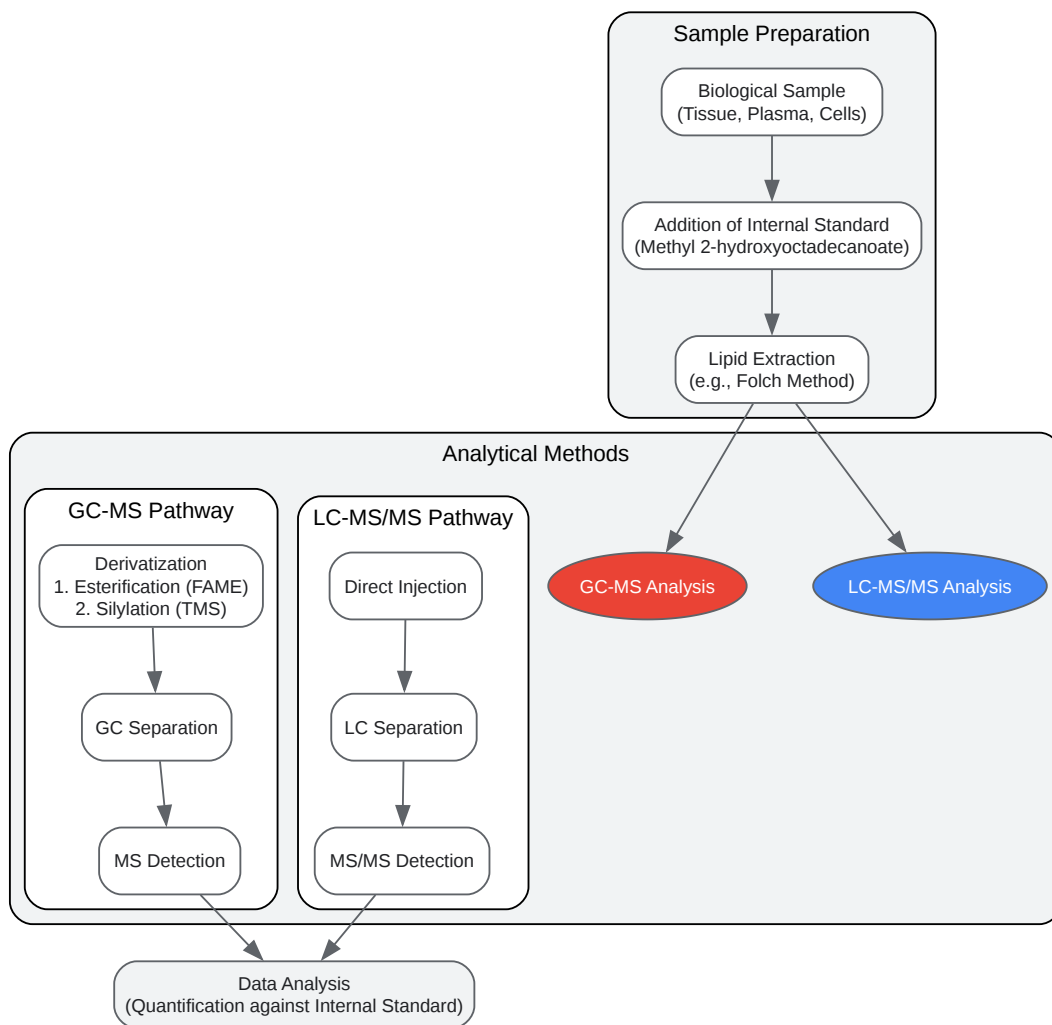 Sample Preparation
Biological Sample
(Tissue, Plasma, Cells)
Addition of Internal Standard
(Methyl 2-hydroxyoctadecanoate)
Lipid Extraction
(e.g., Folch Method)
Analytical Methods
GC-MS Pathway
Derivatization
1. Esterification (FAME)
2. Silylation (TMS)
GC Separation
MS Detection
LC-MS/MS Pathway
Direct Injection
LC Separation
MS/MS Detection
GC-MS Analysis
LC-MS/MS Analysis
Data Analysis
(Quantification against Internal Standard)